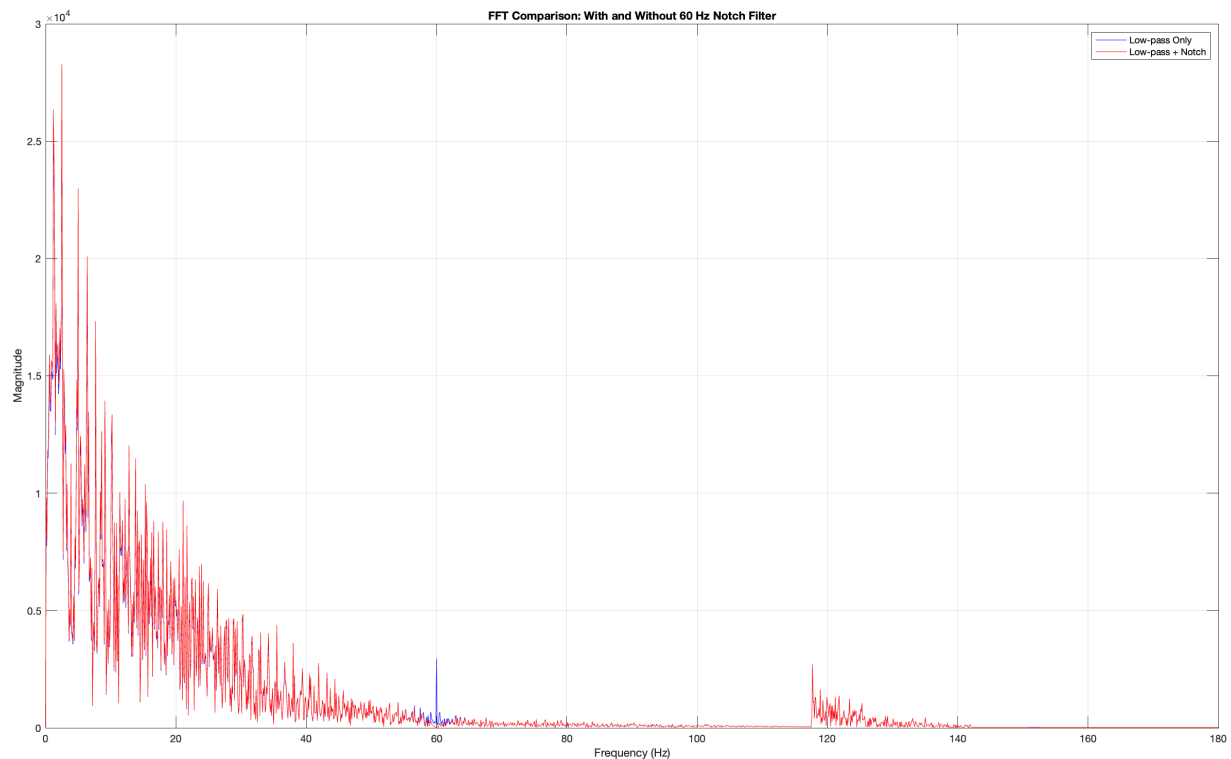 FFT Comparison: With and Without 60 Hz Notch Filter
×10⁴
3
2.5
2
1.5
1
0.5
0
Magnitude
Low-pass Only
Low-pass + Notch
0 20 40 60 80 100 120 140 160 180
Frequency (Hz)